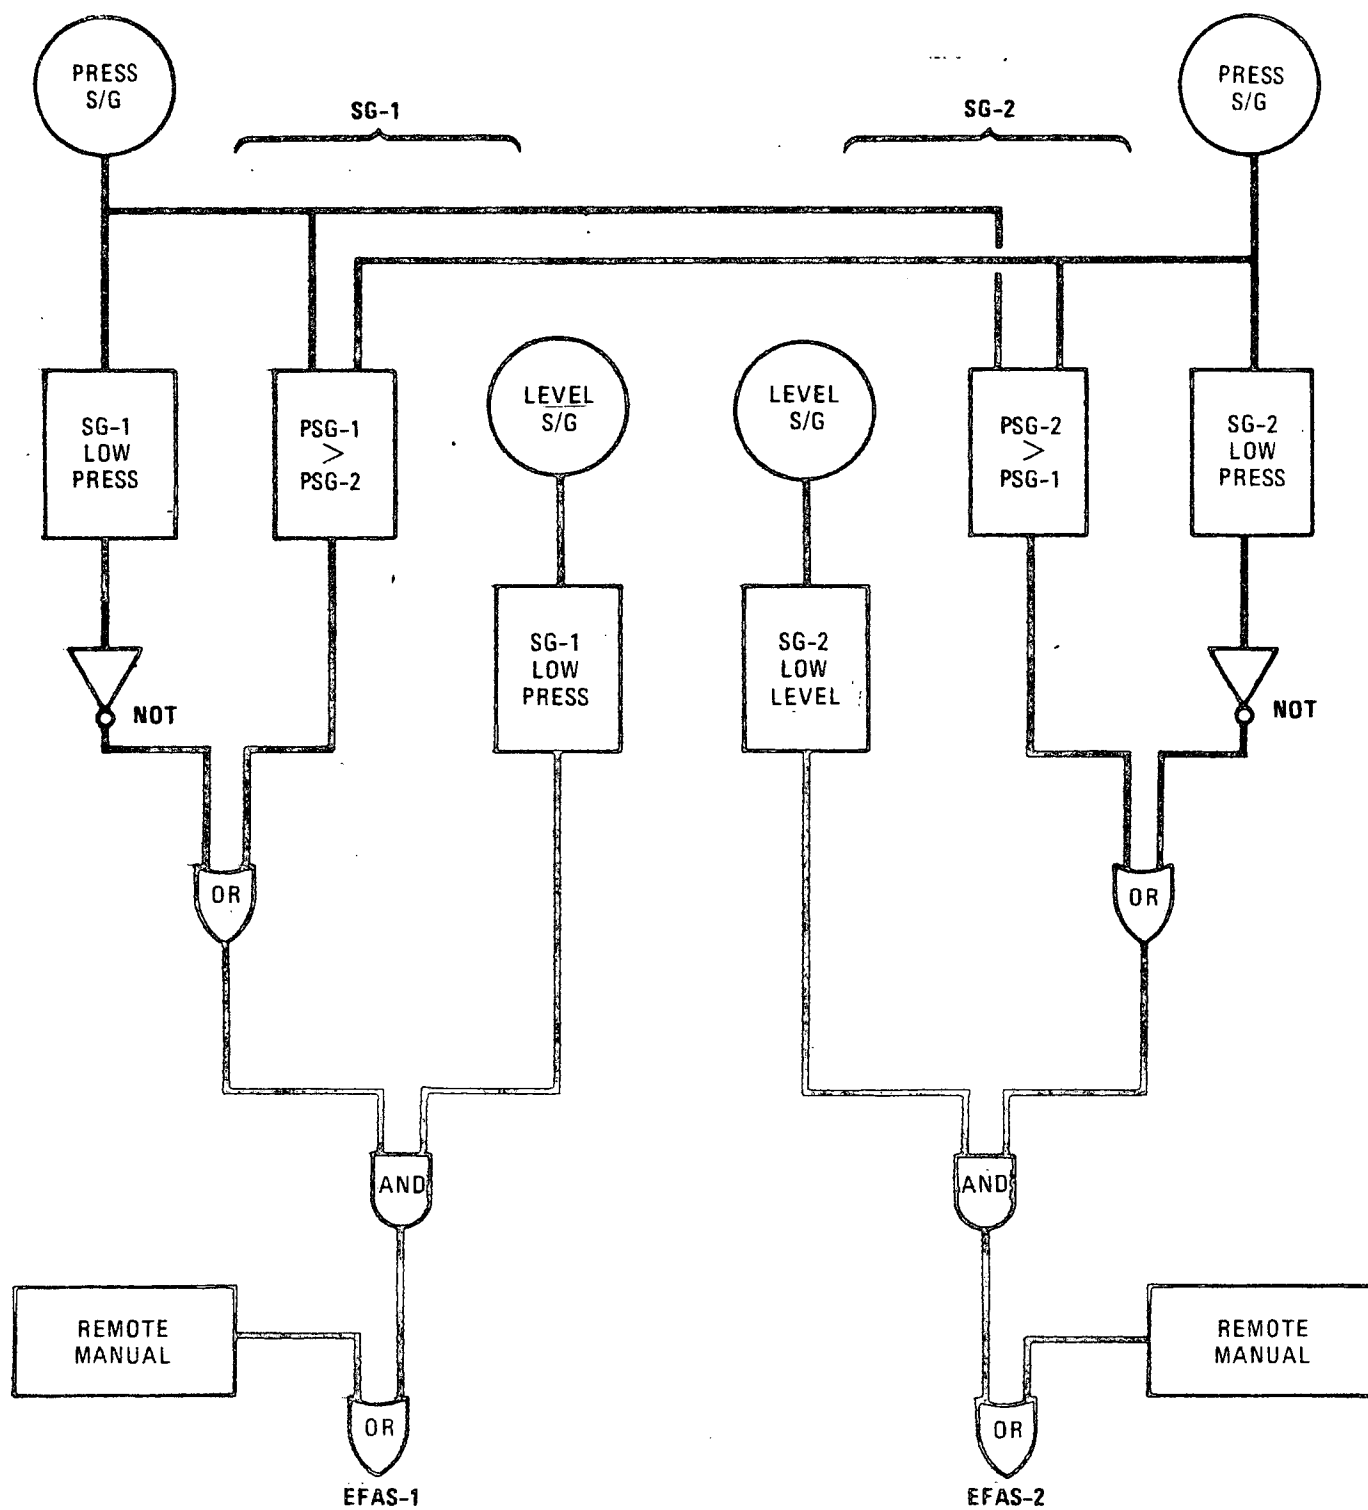 PRESS
S/G
SG-1
SG-2
PRESS
S/G
SG-1
LOW
PRESS
PSG-1
>
PSG-2
LEVEL
S/G
LEVEL
S/G
PSG-2
>
PSG-1
SG-2
LOW
PRESS
SG-1
LOW
PRESS
SG-2
LOW
LEVEL
NOT
NOT
OR
OR
AND
AND
REMOTE
MANUAL
REMOTE
MANUAL
OR
OR
EFAS-1
EFAS-2